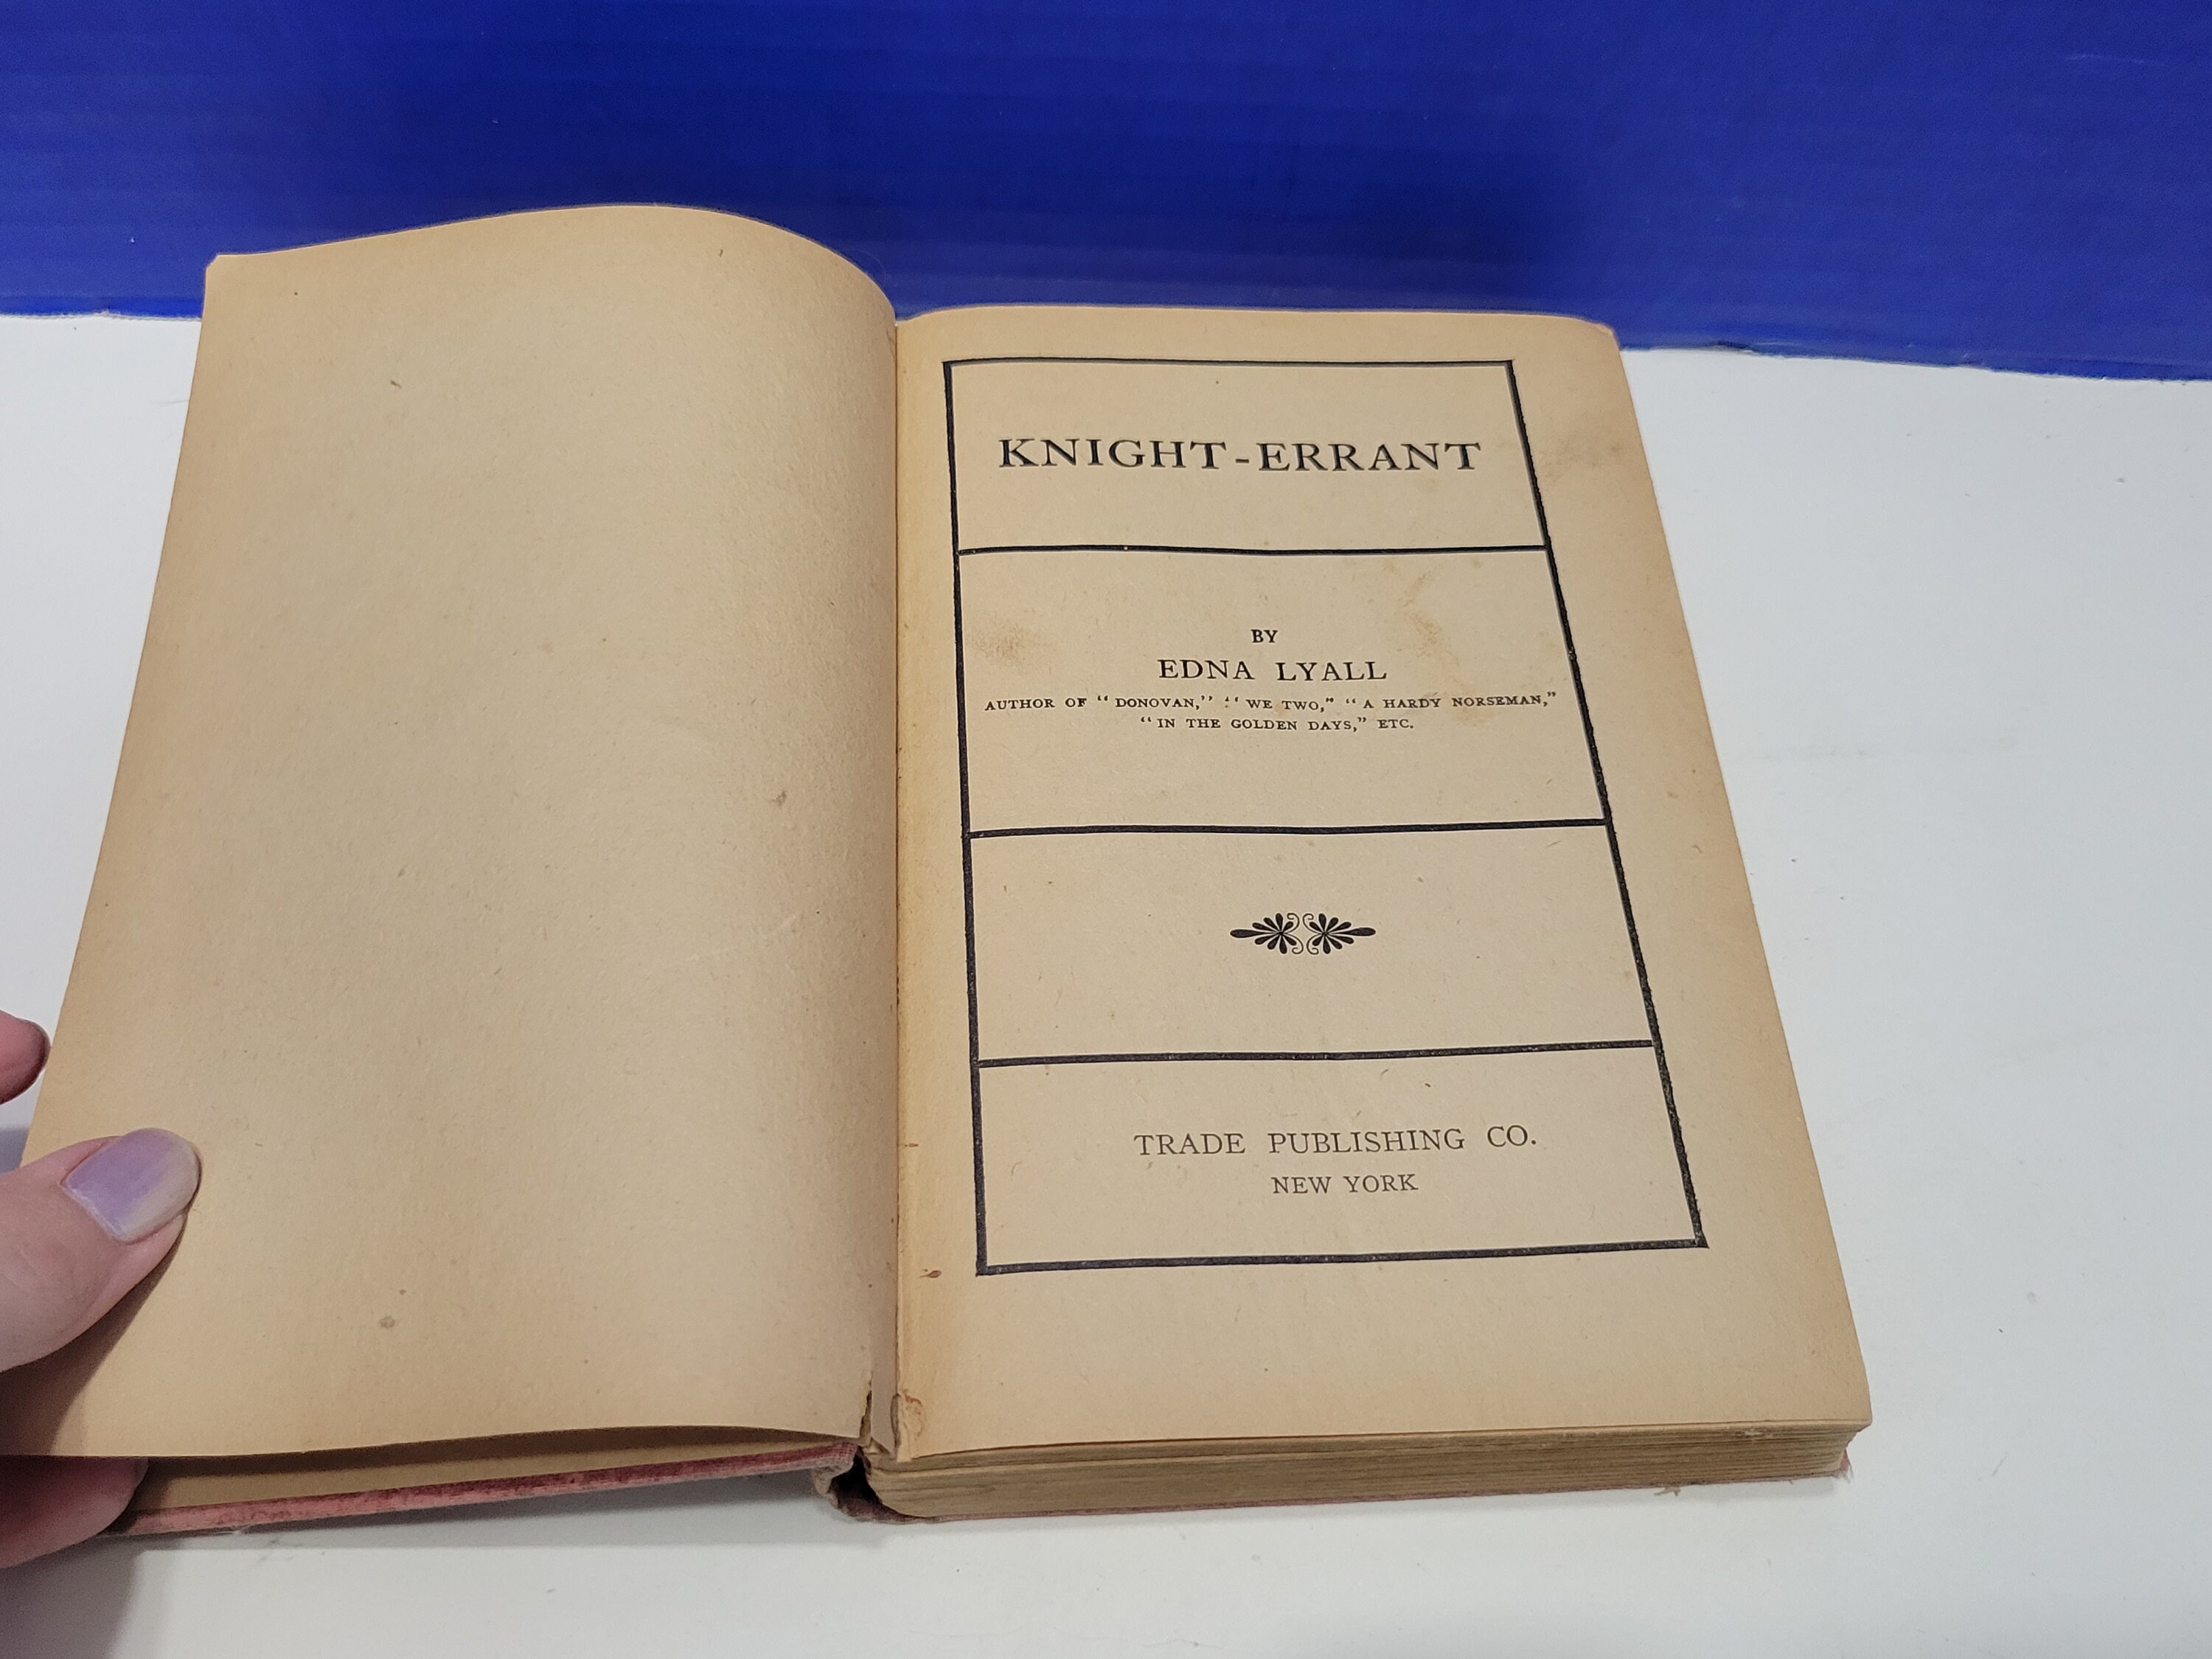 KNIGHT-ERRANT
BY
EDNA LYALL
AUTHOR OF “DONOVAN,” “WE TWO,” “A HARDY NORSEMAN,”
“IN THE GOLDEN DAYS,” ETC.
TRADE PUBLISHING CO.
NEW YORK